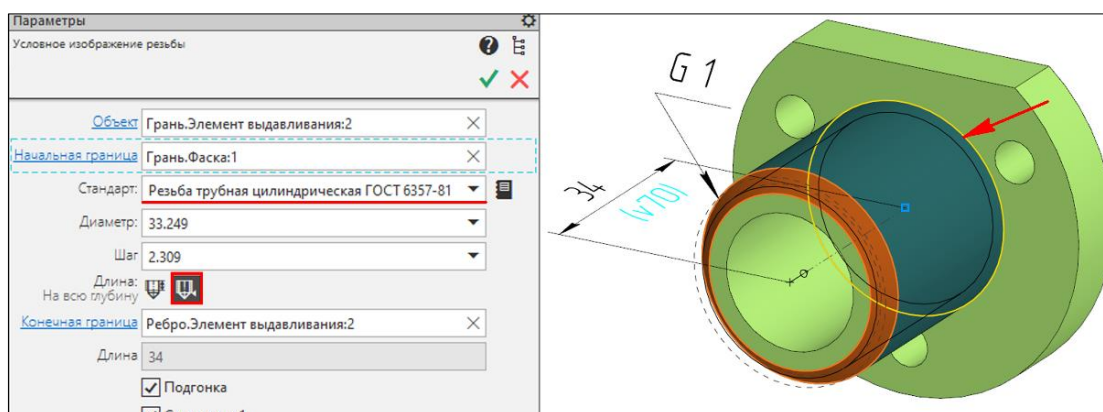 Параметры
Условное изображение резьбы
Объект Грань.Элемент выдавливания:2
Начальная граница Грань.Фаска:1
Стандарт: Резьба трубная цилиндрическая ГОСТ 6357-81
Диаметр: 33.249
Шаг 2.309
Длина:
На всю глубину
Конечная граница Ребро.Элемент выдавливания:2
Длина 34
Подгонка
G 1
34
(v70)